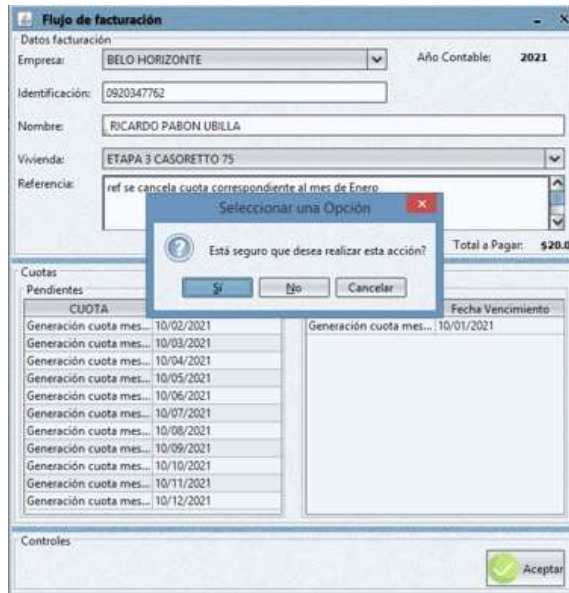 Flujo de facturación
Datos facturación
Empresa: BELO HORIZONTE Año Contable: 2021
Identificación: 0920347762
Nombre: RICARDO PABON UBILLA
Vivienda: ETAPA 3 CASORETTO 75
Referencia: ref se cancela cuota correspondiente al mes de Enero
Seleccionar una Opción
Está seguro que desea realizar esta acción?
Sí No Cancelar
Total a Pagar: $20.0
Cuotas
Pendientes
CUOTA Fecha Vencimiento
Generación cuota mes... 10/02/2021 Generación cuota mes... 10/01/2021
Generación cuota mes... 10/03/2021
Generación cuota mes... 10/04/2021
Generación cuota mes... 10/05/2021
Generación cuota mes... 10/06/2021
Generación cuota mes... 10/07/2021
Generación cuota mes... 10/08/2021
Generación cuota mes... 10/09/2021
Generación cuota mes... 10/10/2021
Generación cuota mes... 10/11/2021
Generación cuota mes... 10/12/2021
Controles
Aceptar